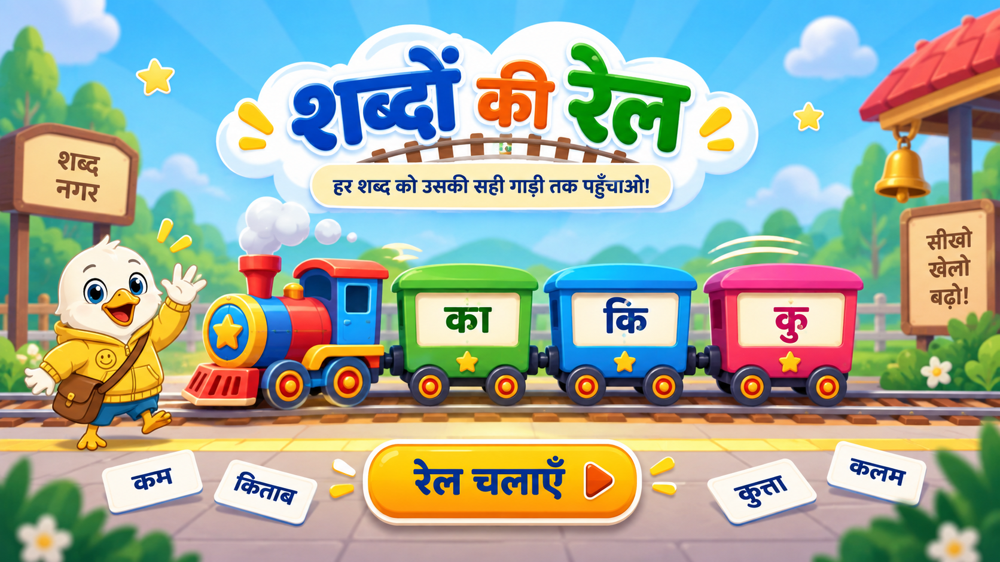 शब्दों की रेल
हर शब्द को उसकी सही गाड़ी तक पहुँचाओ!
शब्द
नगर
सीखो
खेलो
बढ़ो!
का
कि
कु
कम
किताब
रेल चलाएँ
कुत्ता
कलम